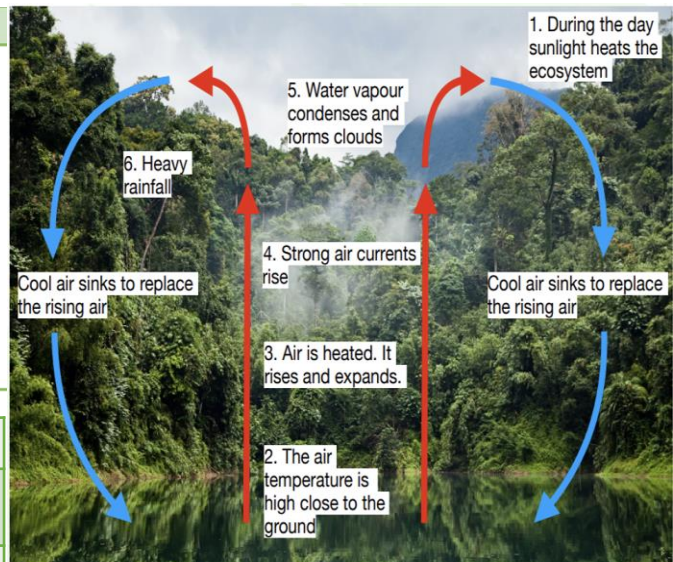 1. During the day
sunlight heats the
ecosystem
5. Water vapour
condenses and
forms clouds
6. Heavy
rainfall
4. Strong air currents
rise
Cool air sinks to replace
the rising air
Cool air sinks to replace
the rising air
3. Air is heated. It
rises and expands.
2. The air
temperature is
high close to the
ground